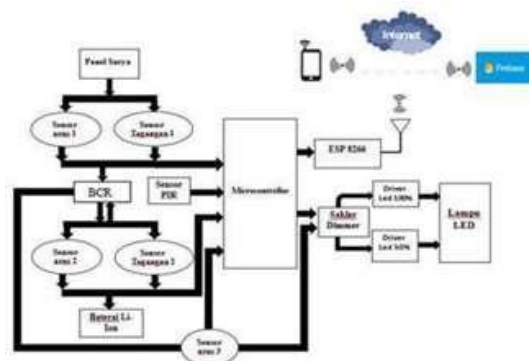 Internet
Firebase
Panel Surya
Sensor
arus 1
Sensor
Tegangan 1
BCR
Sensor
PIR
Microcontroller
ESP 8266
Saklar
Dimmer
Driver
Led 100%
Driver
Led 50%
Lampu
LED
Sensor
arus 2
Sensor
Tegangan 2
Baterai Li-
Ion
Sensor
arus 3